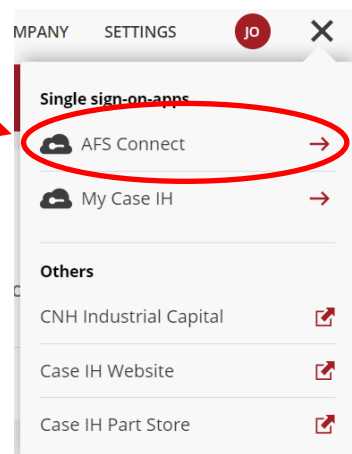 MPANY SETTINGS JO
Single sign-on-apps
AFS Connect
My Case IH
Others
CNH Industrial Capital
Case IH Website
Case IH Part Store